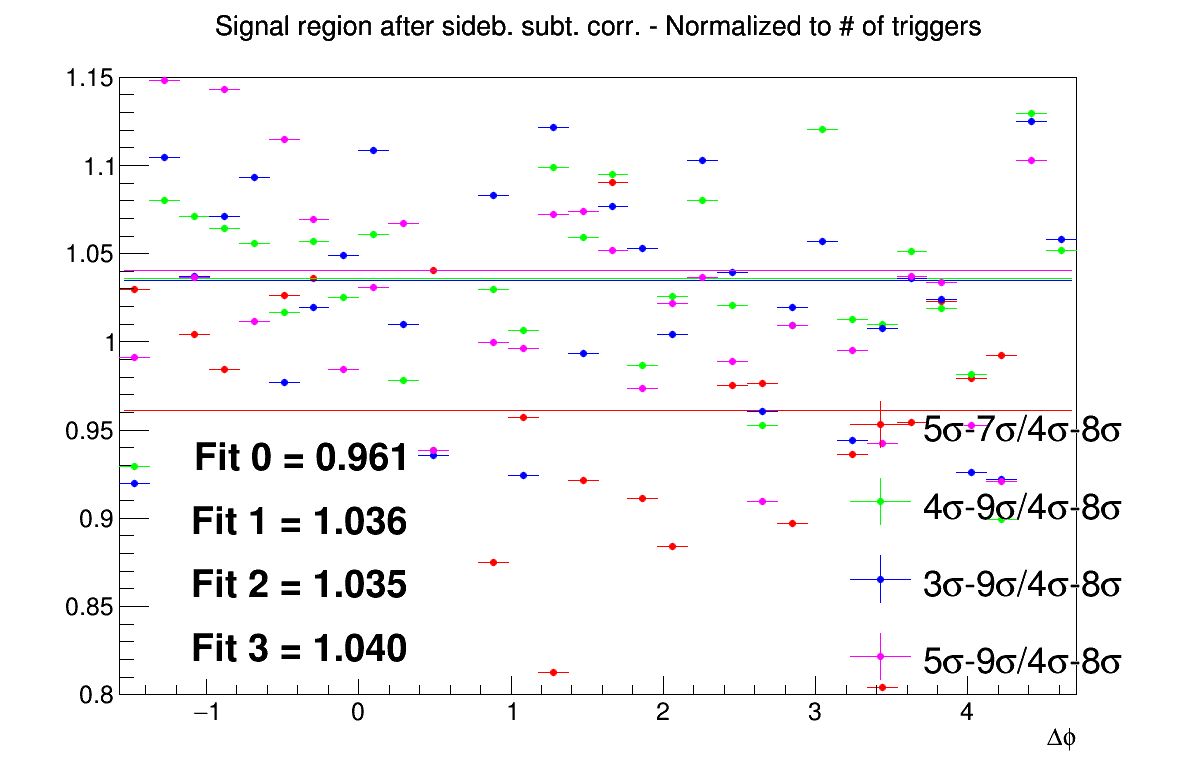 Signal region after sideb. subt. corr. - Normalized to # of triggers
1.15
1.1
1.05
1
0.95
0.9
0.85
0.8
Fit 0 = 0.961
Fit 1 = 1.036
Fit 2 = 1.035
Fit 3 = 1.040
5σ-7σ/4σ-8σ
4σ-9σ/4σ-8σ
3σ-9σ/4σ-8σ
5σ-9σ/4σ-8σ
−1 0 1 2 3 4
Δϕ